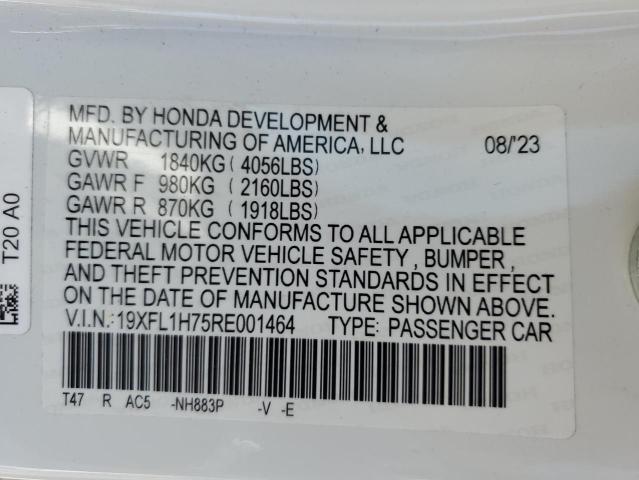 MFD. BY HONDA DEVELOPMENT &
MANUFACTURING OF AMERICA, LLC 08/'23
GVWR 1840KG ( 4056LBS )
GAWR F 980KG ( 2160LBS )
GAWR R 870KG ( 1918LBS )
THIS VEHICLE CONFORMS TO ALL APPLICABLE
FEDERAL MOTOR VEHICLE SAFETY , BUMPER ,
AND THEFT PREVENTION STANDARDS IN EFFECT
ON THE DATE OF MANUFACTURE SHOWN ABOVE.
V.I.N.:19XFL1H75RE001464 TYPE: PASSENGER CAR
T47 R AC5 -NH883P -V -E
T20 A0